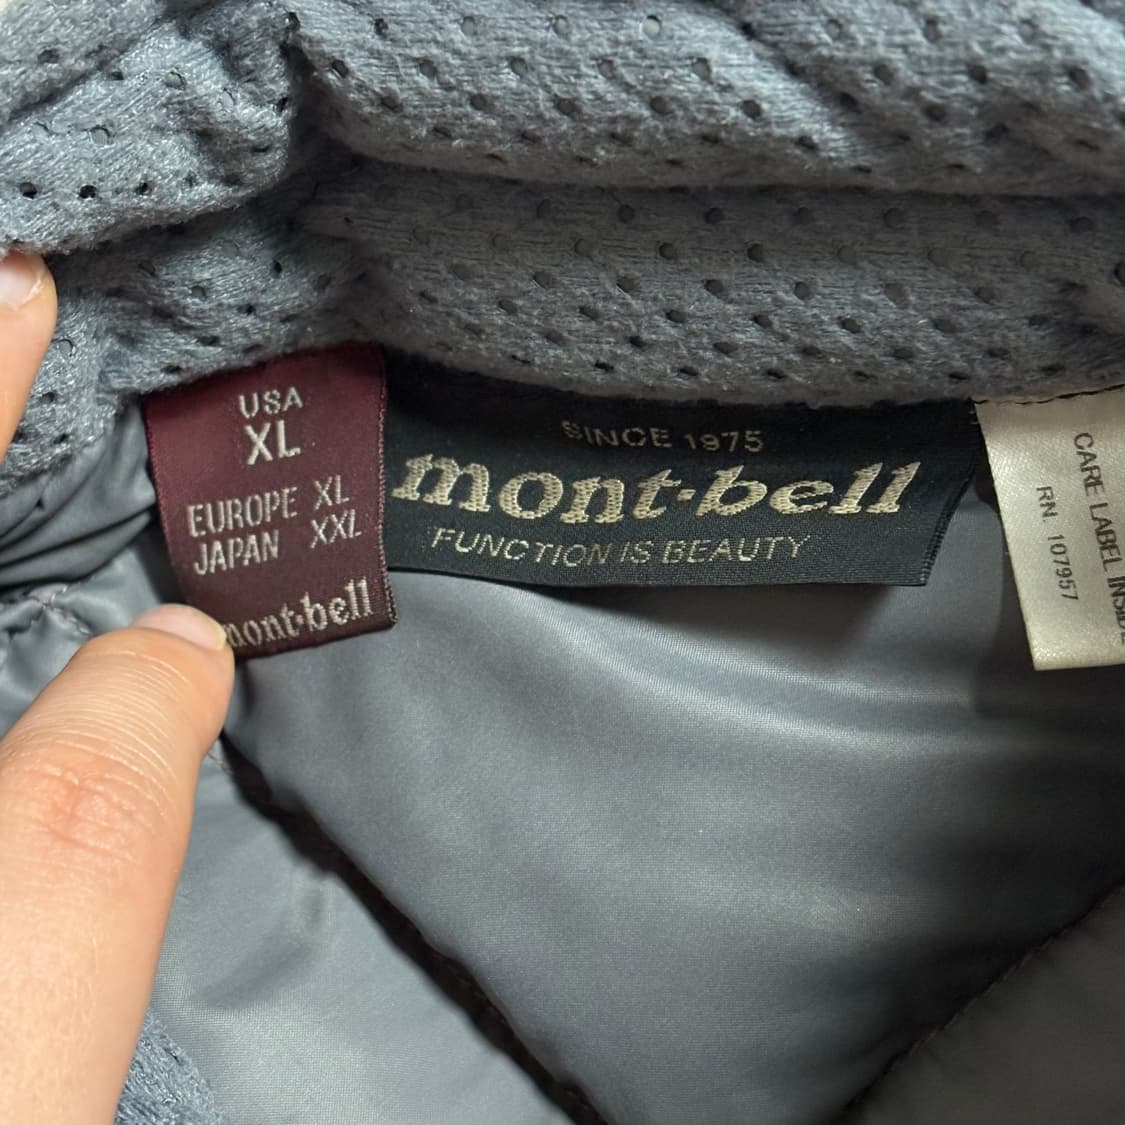 USA
XL
EUROPE XL
JAPAN XXL
mont·bell
SINCE 1975
mont·bell
FUNCTION IS BEAUTY
CARE LABEL INSIDE
RN 107957